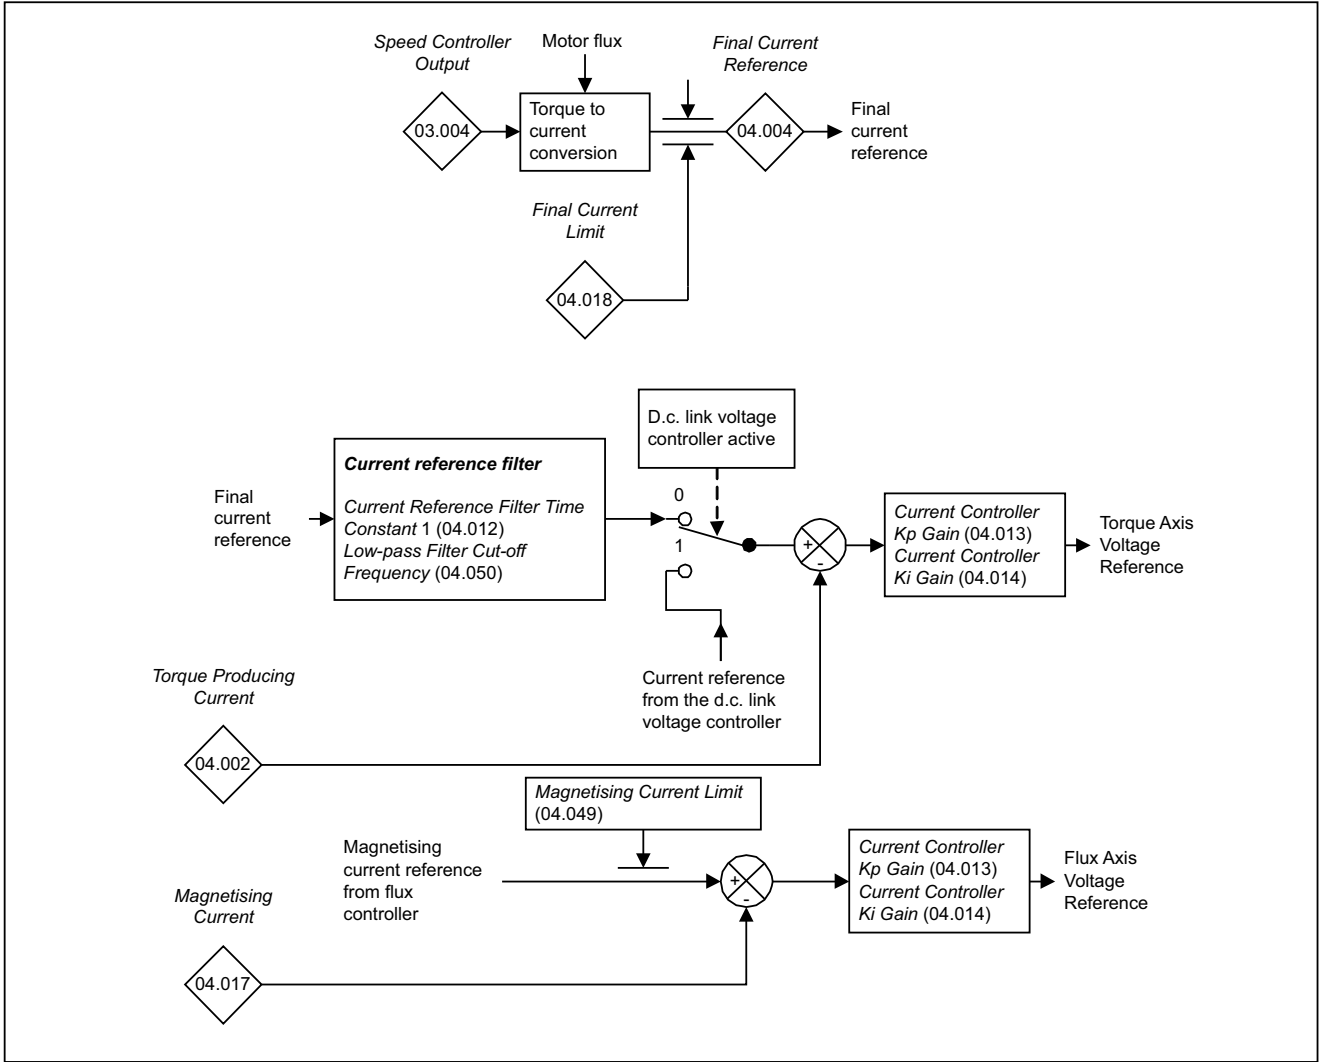 Speed Controller
Output
Motor flux
Final Current
Reference
03.004
Torque to
current
conversion
04.004
Final
current
reference
Final Current
Limit
04.018
D.c. link voltage
controller active
Current reference filter
Current Reference Filter Time
Constant 1 (04.012)
Low-pass Filter Cut-off
Frequency (04.050)
Final
current
reference
0
1
+
-
Current Controller
Kp Gain (04.013)
Current Controller
Ki Gain (04.014)
Torque Axis
Voltage
Reference
Current reference
from the d.c. link
voltage controller
Torque Producing
Current
04.002
Magnetising Current Limit
(04.049)
Magnetising
current reference
from flux
controller
+
-
Current Controller
Kp Gain (04.013)
Current Controller
Ki Gain (04.014)
Flux Axis
Voltage
Reference
Magnetising
Current
04.017